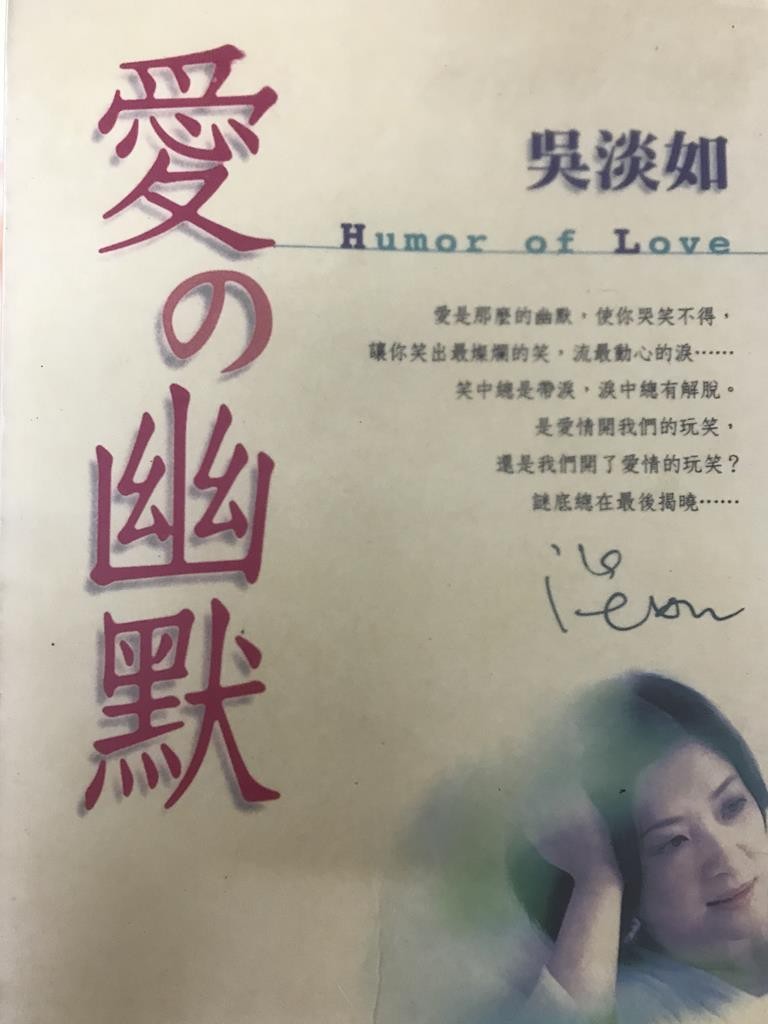 愛の幽默
吳淡如
Humor of Love
愛是那麼的幽默，使你哭笑不得，
讓你笑出最燦爛的笑，流最動心的淚……
笑中總是帶淚，淚中總有解脫。
是愛情開我們的玩笑，
還是我們開了愛情的玩笑？
謎底總在最後揭曉……